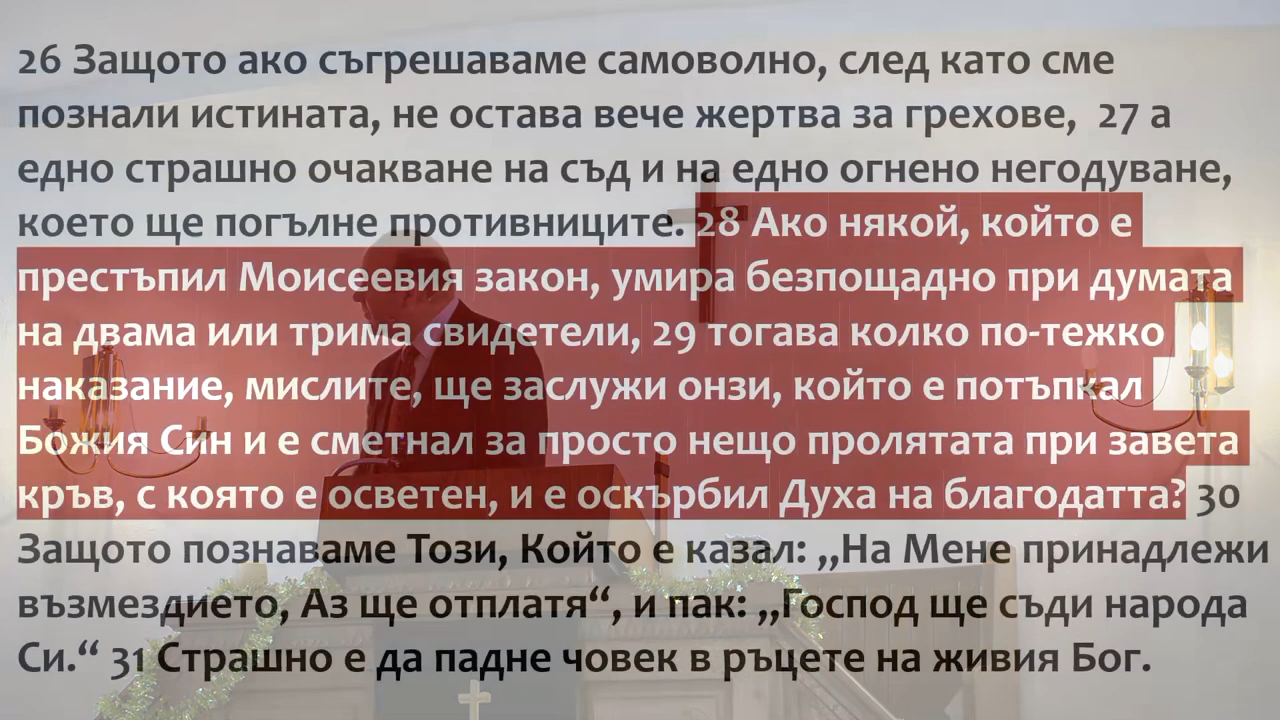 26 Защото ако съгрешаваме самоволно, след като сме
познали истината, не остава вече жертва за грехове, 27 а
едно страшно очакване на съд и на едно огнено негодуване,
което ще погълне противниците. 28 Ако някой, който е
престъпил Моисеевия закон, умира безпощадно при думата
на двама или трима свидетели, 29 тогава колко по-тежко
наказание, мислите, ще заслужи онзи, който е потъпкал
Божия Син и е сметнал за просто нещо пролятата при завета
кръв, с която е осветен, и е оскърбил Духа на благодатта? 30
Защото познаваме Този, Който е казал: „На Мене принадлежи
възмездието, Аз ще отплатя“, и пак: „Господ ще съди народа
Си.“ 31 Страшно е да падне човек в ръцете на живия Бог.